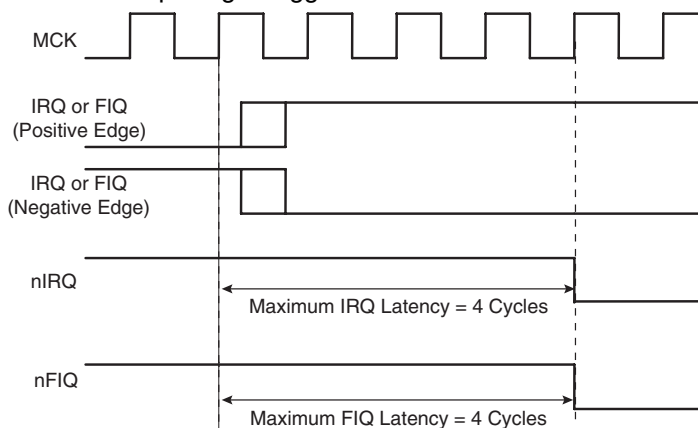 MCK
IRQ or FIQ
(Positive Edge)
IRQ or FIQ
(Negative Edge)
nIRQ
Maximum IRQ Latency = 4 Cycles
nFIQ
Maximum FIQ Latency = 4 Cycles